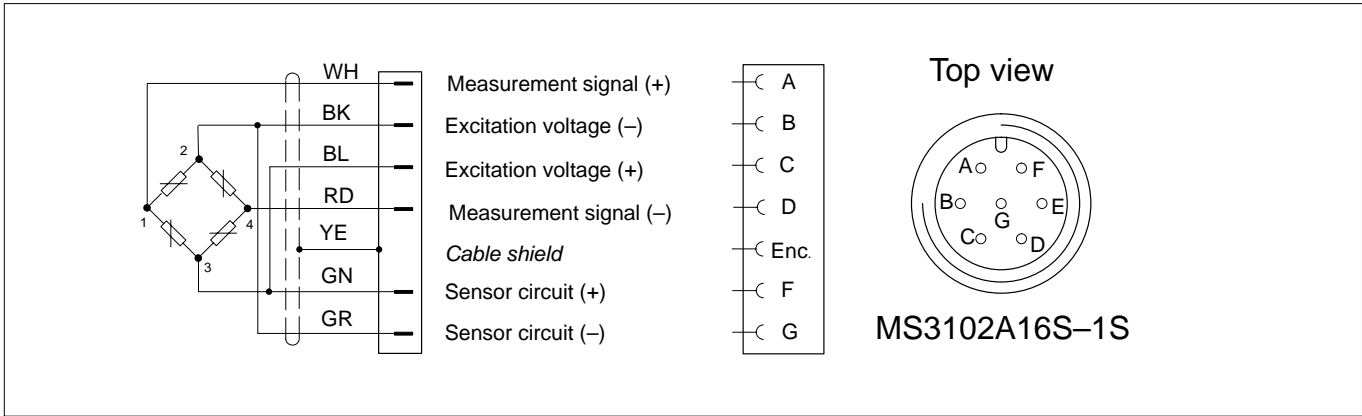 WH Measurement signal (+) A
BK Excitation voltage (–) B
BL Excitation voltage (+) C
RD Measurement signal (–) D
YE Cable shield Enc.
GN Sensor circuit (+) F
GR Sensor circuit (–) G
2
1
4
3
Top view
A F
B G E
C D
MS3102A16S–1S